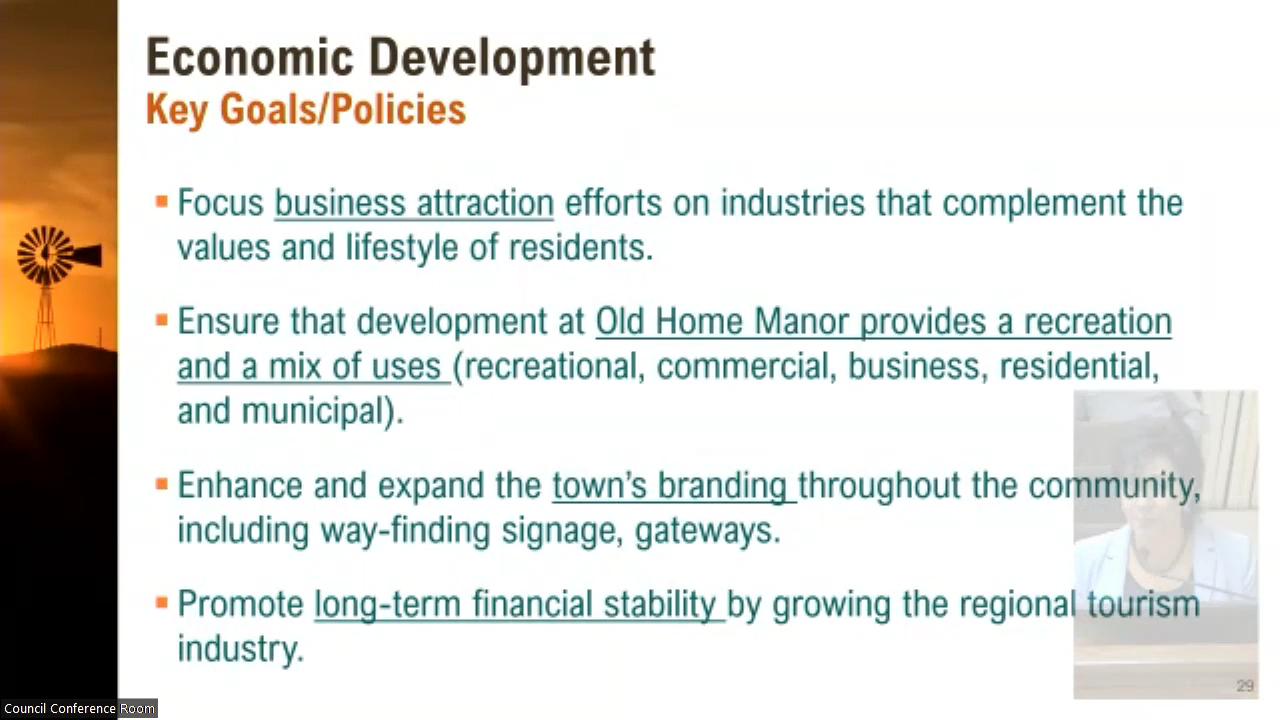 Economic Development
Key Goals/Policies
Focus business attraction efforts on industries that complement the
values and lifestyle of residents.
Ensure that development at Old Home Manor provides a recreation
and a mix of uses (recreational, commercial, business, residential,
and municipal).
Enhance and expand the town's branding throughout the community,
including way-finding signage, gateways.
Promote long-term financial stability by growing the regional tourism
industry.
29
Council Conference Room